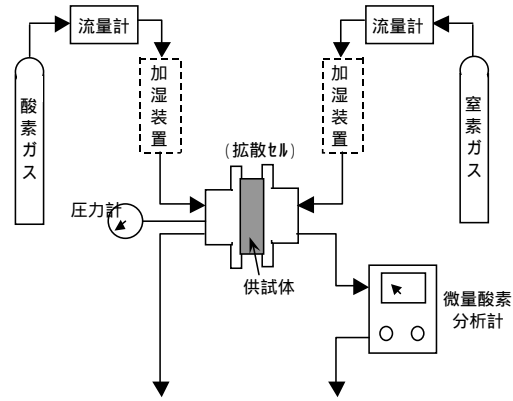 流量計
流量計
加湿装置
加湿装置
酸素ガス
窒素ガス
(拡散ｾﾙ)
圧力計
供試体
微量酸素
分析計